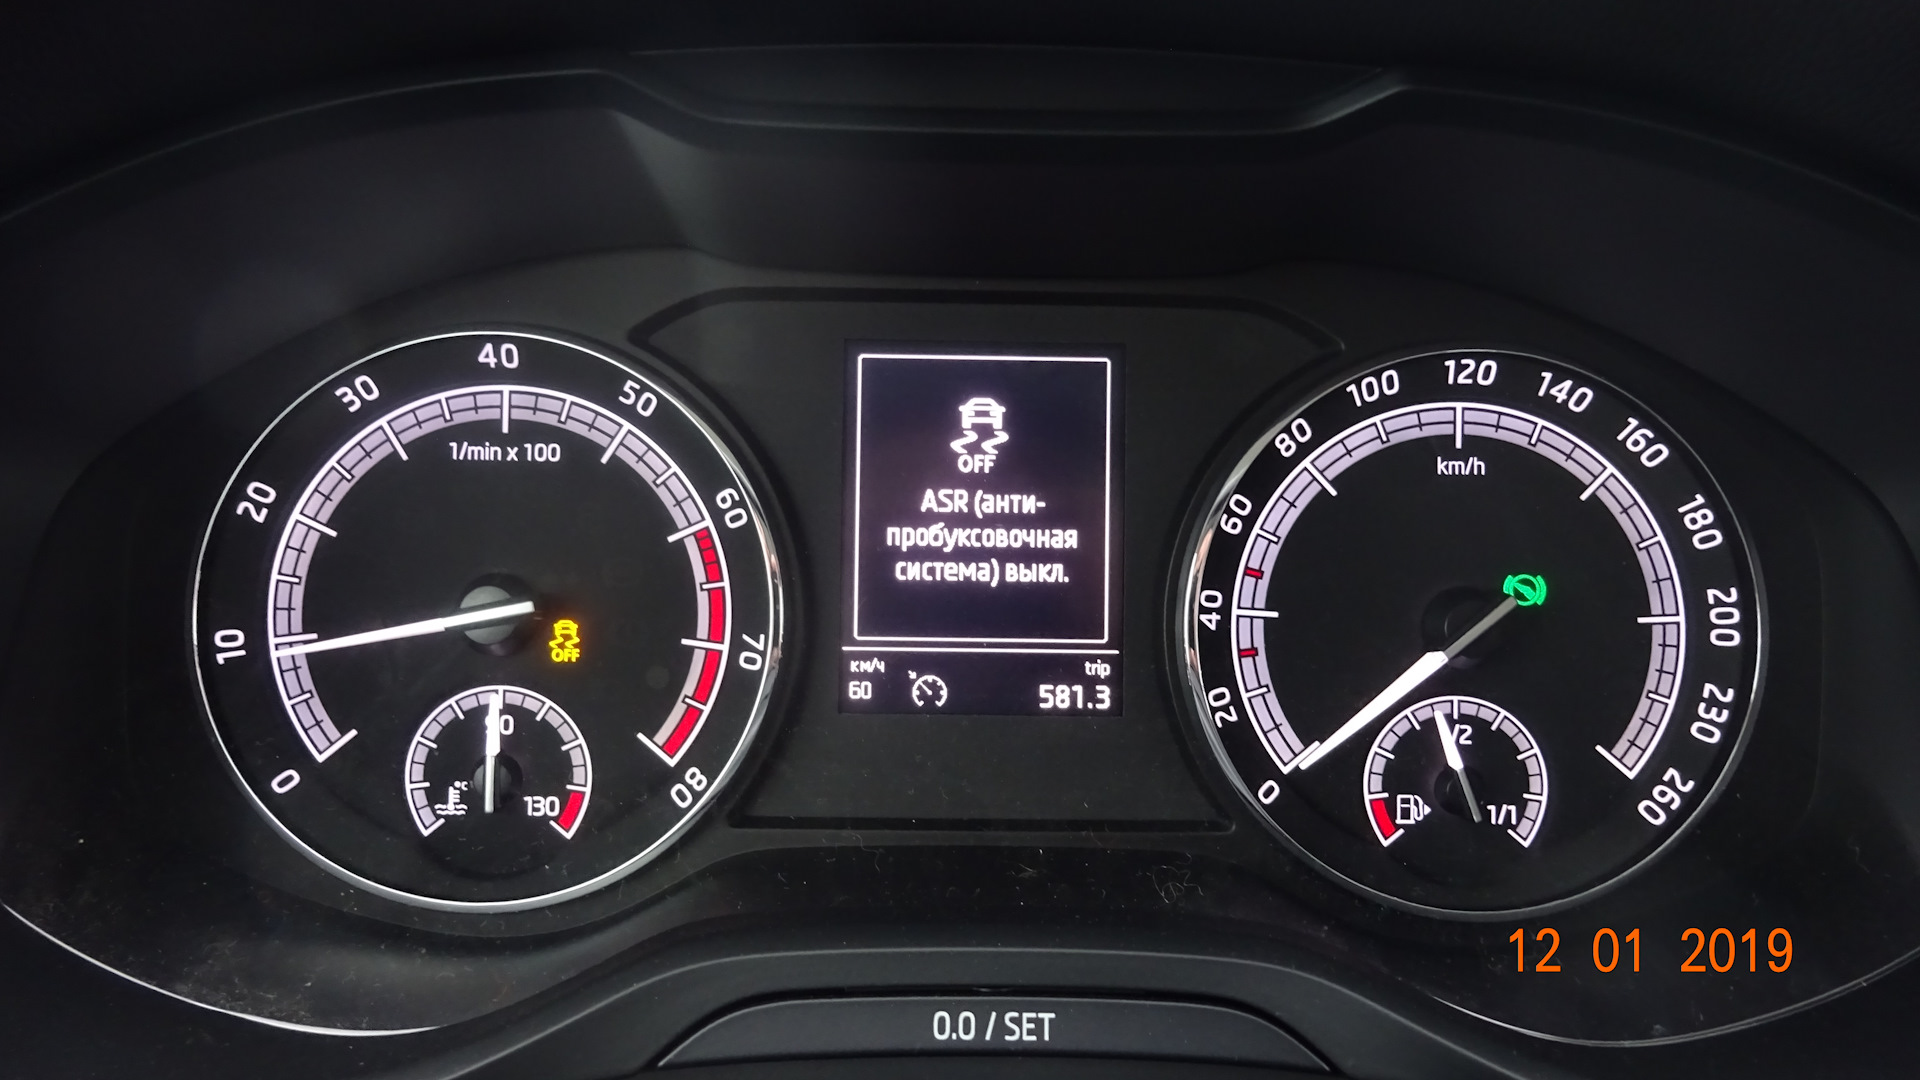 0
10
20
30
40
50
60
70
80
1/min x 100
OFF
°C
90
130
OFF
ASR (анти-
пробуксовочная
система) выкл.
км/ч
60
trip
581.3
0
20
40
60
80
100
120
140
160
180
200
230
260
km/h
1/2
1/1
12 01 2019
0.0 / SET